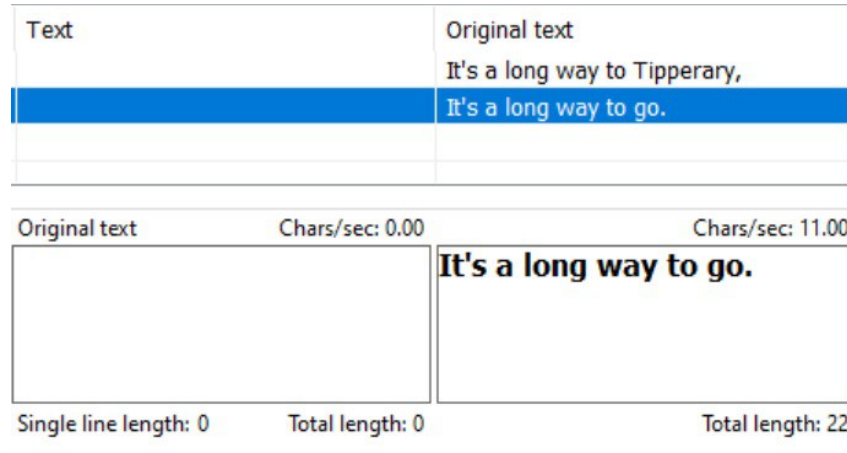 Text Original text
It's a long way to Tipperary,
It's a long way to go.
Original text Chars/sec: 0.00 Chars/sec: 11.00
It's a long way to go.
Single line length: 0 Total length: 0 Total length: 22